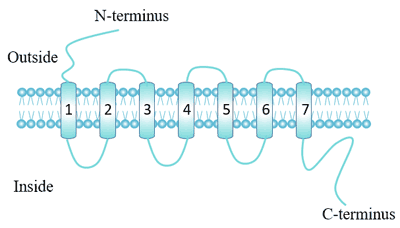 N-terminus
Outside
1 2 3 4 5 6 7
Inside
C-terminus